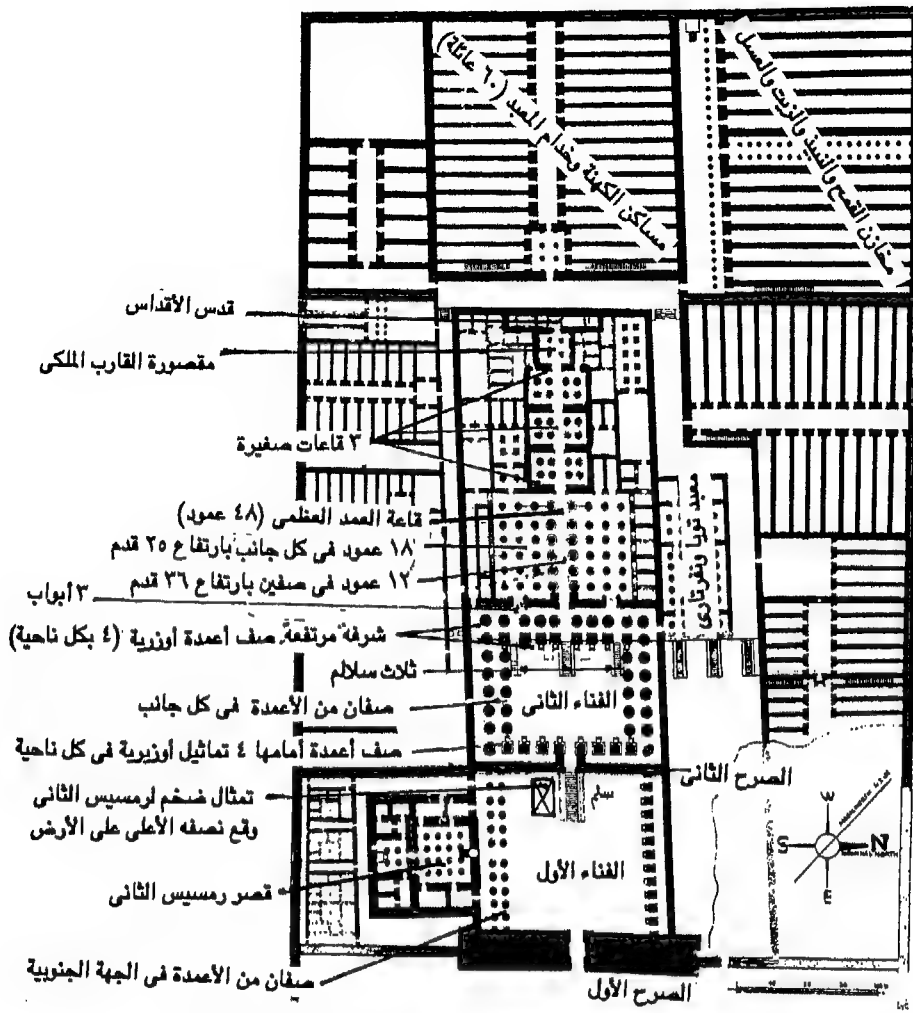 مساكن الكهنة وخدام المعبد (٦٠ عائلة)
مخازن القمح والنبيذ والزيت والعسل
قدس الأقداس
مقصورة القارب الملكى
٣ قاعات صغيرة
قاعة العمد العظمى (٤٨ عمود)
١٨ عمود فى كل جانب بارتفاع ٢٥ قدم
١٢ عمود فى صفين بارتفاع ٣٦ قدم
٣ أبواب
شرفة مرتفعة. صف أعمدة أوزرية (٤ بكل ناحية)
ثلاث سلالم
صفان من الأعمدة فى كل جانب
صف أعمدة أمامها ٤ تماثيل أوزيرية فى كل ناحية
معبد تويا ونفرتارى
الفناء الثانى
الصرح الثانى
تمثال ضخم لرمسيس الثانى
وقع نصفه الأعلى على الأرض
سلم
الفناء الأول
قصر رمسيس الثانى
صفان من الأعمدة فى الجهة الجنوبية
الصرح الأول
W
S
N
E